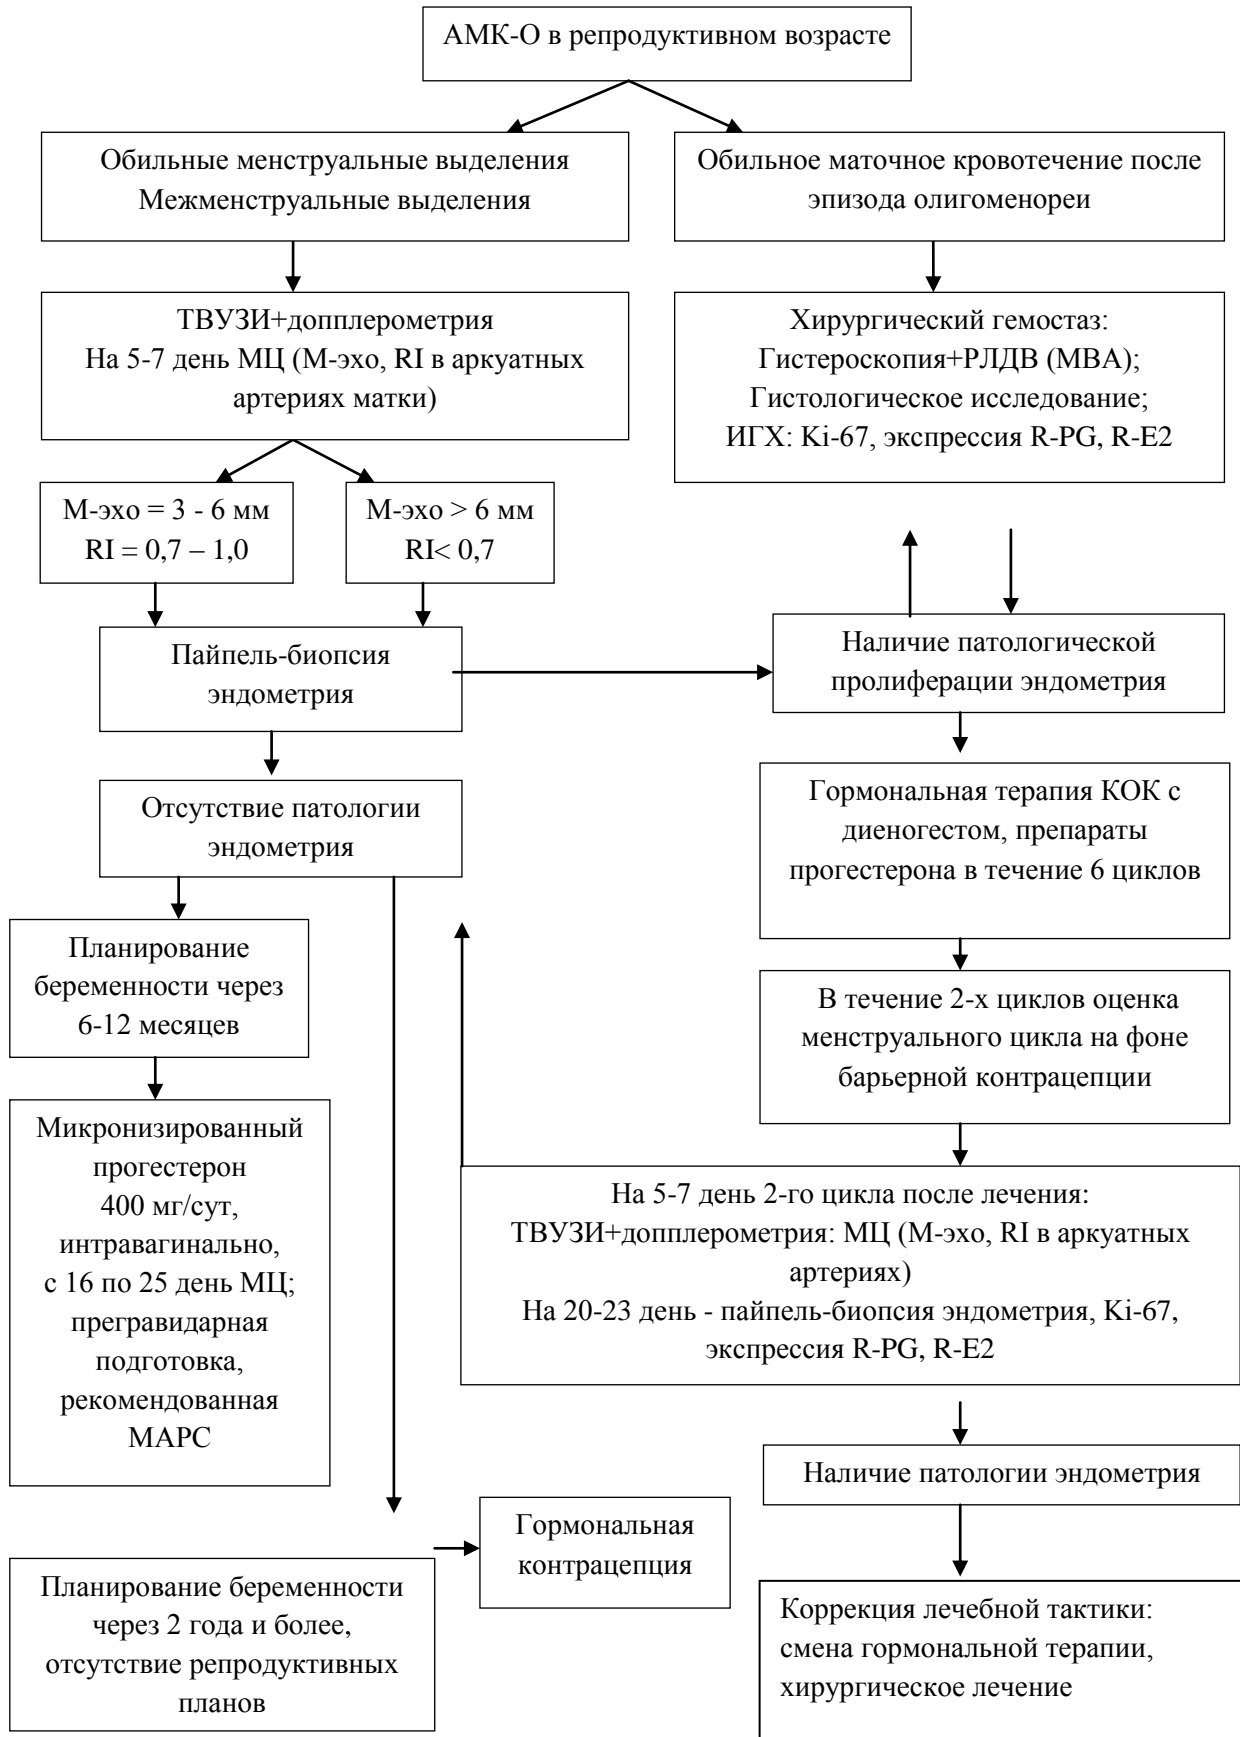 АМК-О в репродуктивном возрасте
Обильные менструальные выделения
Межменструальные выделения
Обильное маточное кровотечение после
эпизода олигоменореи
ТВУЗИ+допплерометрия
На 5-7 день МЦ (М-эхо, RI в аркуатных
артериях матки)
Хирургический гемостаз:
Гистероскопия+РЛДВ (МВА);
Гистологическое исследование;
ИГХ: Ki-67, экспрессия R-PG, R-E2
М-эхо = 3 - 6 мм
RI = 0,7 – 1,0
М-эхо > 6 мм
RI< 0,7
Пайпель-биопсия
эндометрия
Наличие патологической
пролиферации эндометрия
Отсутствие патологии
эндометрия
Гормональная терапия КОК с
диеногестом, препараты
прогестерона в течение 6 циклов
Планирование
беременности через
6-12 месяцев
В течение 2-х циклов оценка
менструального цикла на фоне
барьерной контрацепции
Микронизированный
прогестерон
400 мг/сут,
интравагинально,
с 16 по 25 день МЦ;
прегравидарная
подготовка,
рекомендованная
МАРС
На 5-7 день 2-го цикла после лечения:
ТВУЗИ+допплерометрия: МЦ (М-эхо, RI в аркуатных
артериях)
На 20-23 день - пайпель-биопсия эндометрия, Ki-67,
экспрессия R-PG, R-E2
Наличие патологии эндометрия
Гормональная
контрацепция
Планирование беременности
через 2 года и более,
отсутствие репродуктивных
планов
Коррекция лечебной тактики:
смена гормональной терапии,
хирургическое лечение